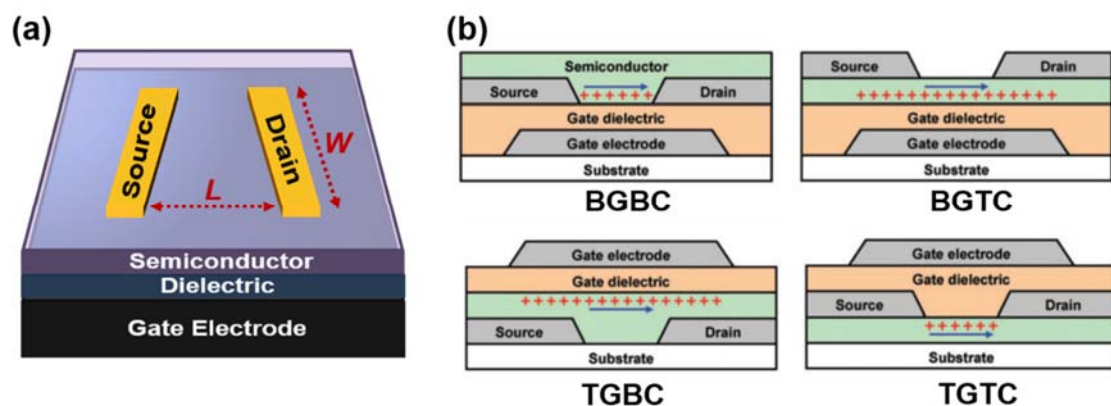 (a)
Source
Drain
W
L
Semiconductor
Dielectric
Gate Electrode
(b)
Semiconductor
Source
+ + + + + +
Drain
Gate dielectric
Gate electrode
Substrate
BGBC
Source
Drain
+ + + + + + + + + + + + + + +
Gate dielectric
Gate electrode
Substrate
BGTC
Gate electrode
Gate dielectric
+ + + + + + + + + + + + + + +
Source
Drain
Substrate
TGBC
Gate electrode
Gate dielectric
Source
Drain
+ + + + + +
Substrate
TGTC